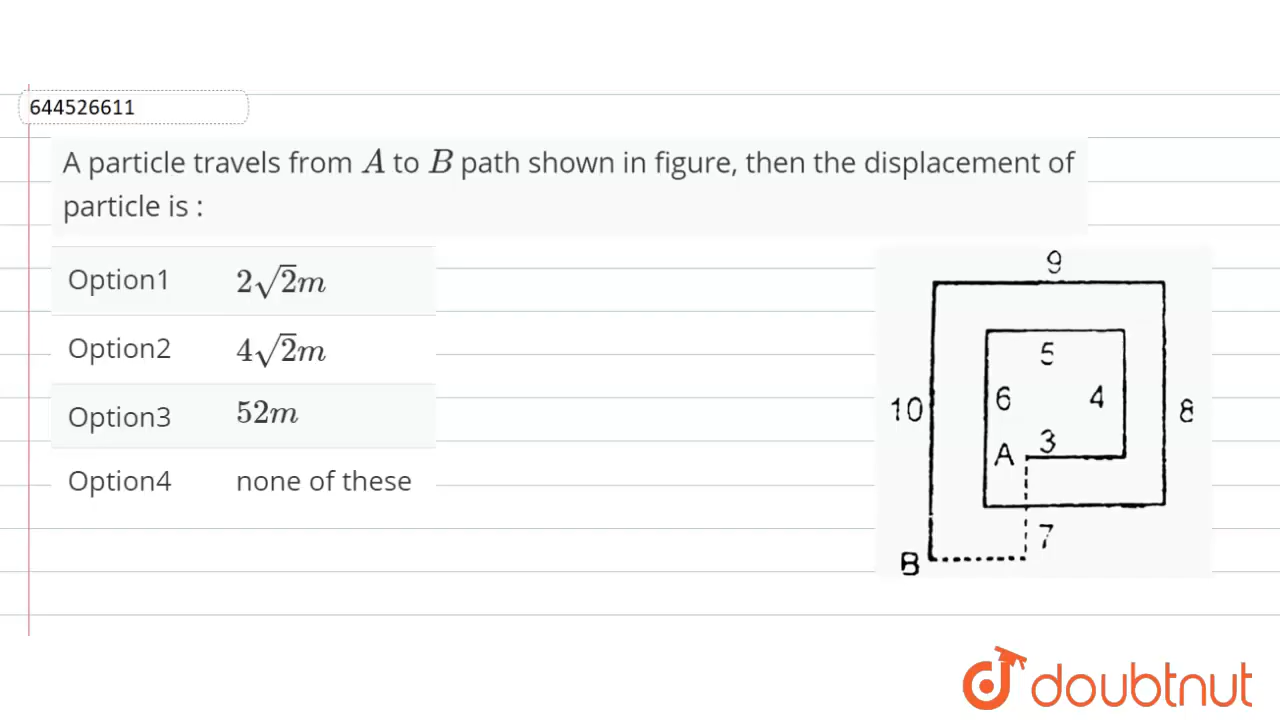 644526611
A particle travels from A to B path shown in figure, then the displacement of
particle is :
Option1 2√2m
Option2 4√2m
Option3 52m
Option4 none of these
9
5
6 4
10 8
3
A
7
B
doubtnut